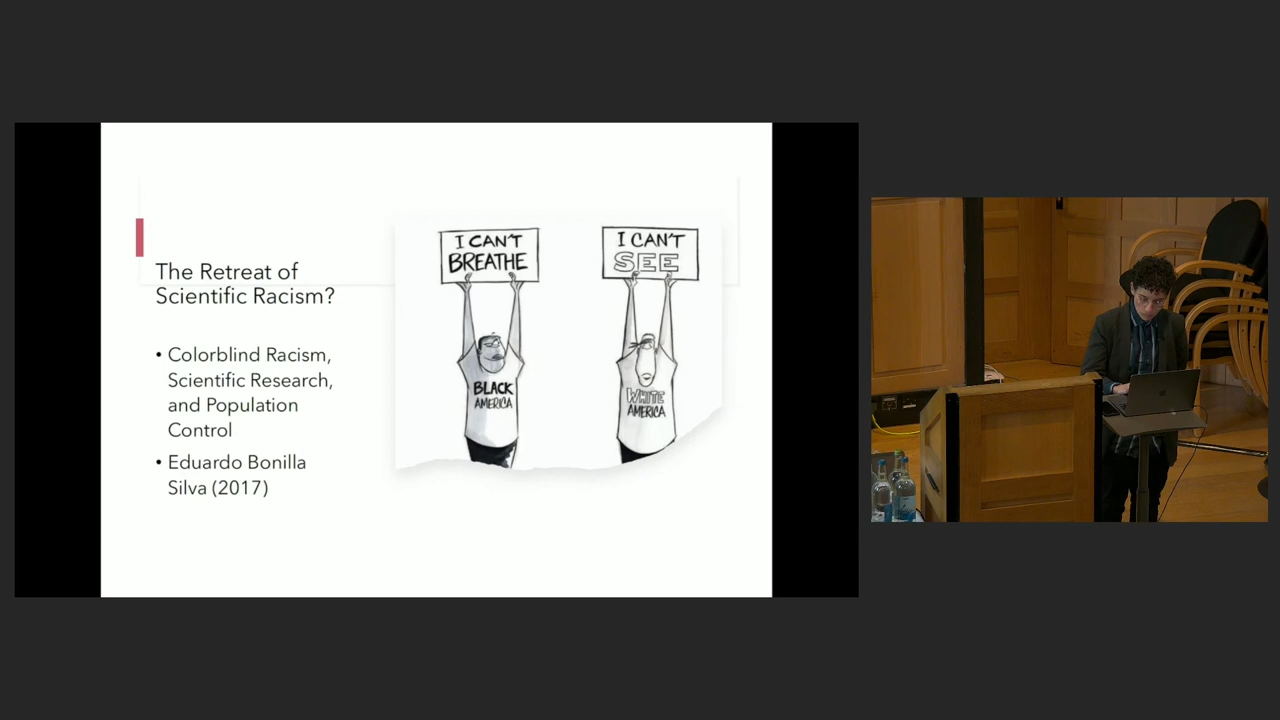 The Retreat of
Scientific Racism?
• Colorblind Racism,
Scientific Research,
and Population
Control
• Eduardo Bonilla
Silva (2017)
I CAN'T
BREATHE
BLACK
AMERICA
I CAN'T
SEE
WHITE
AMERICA